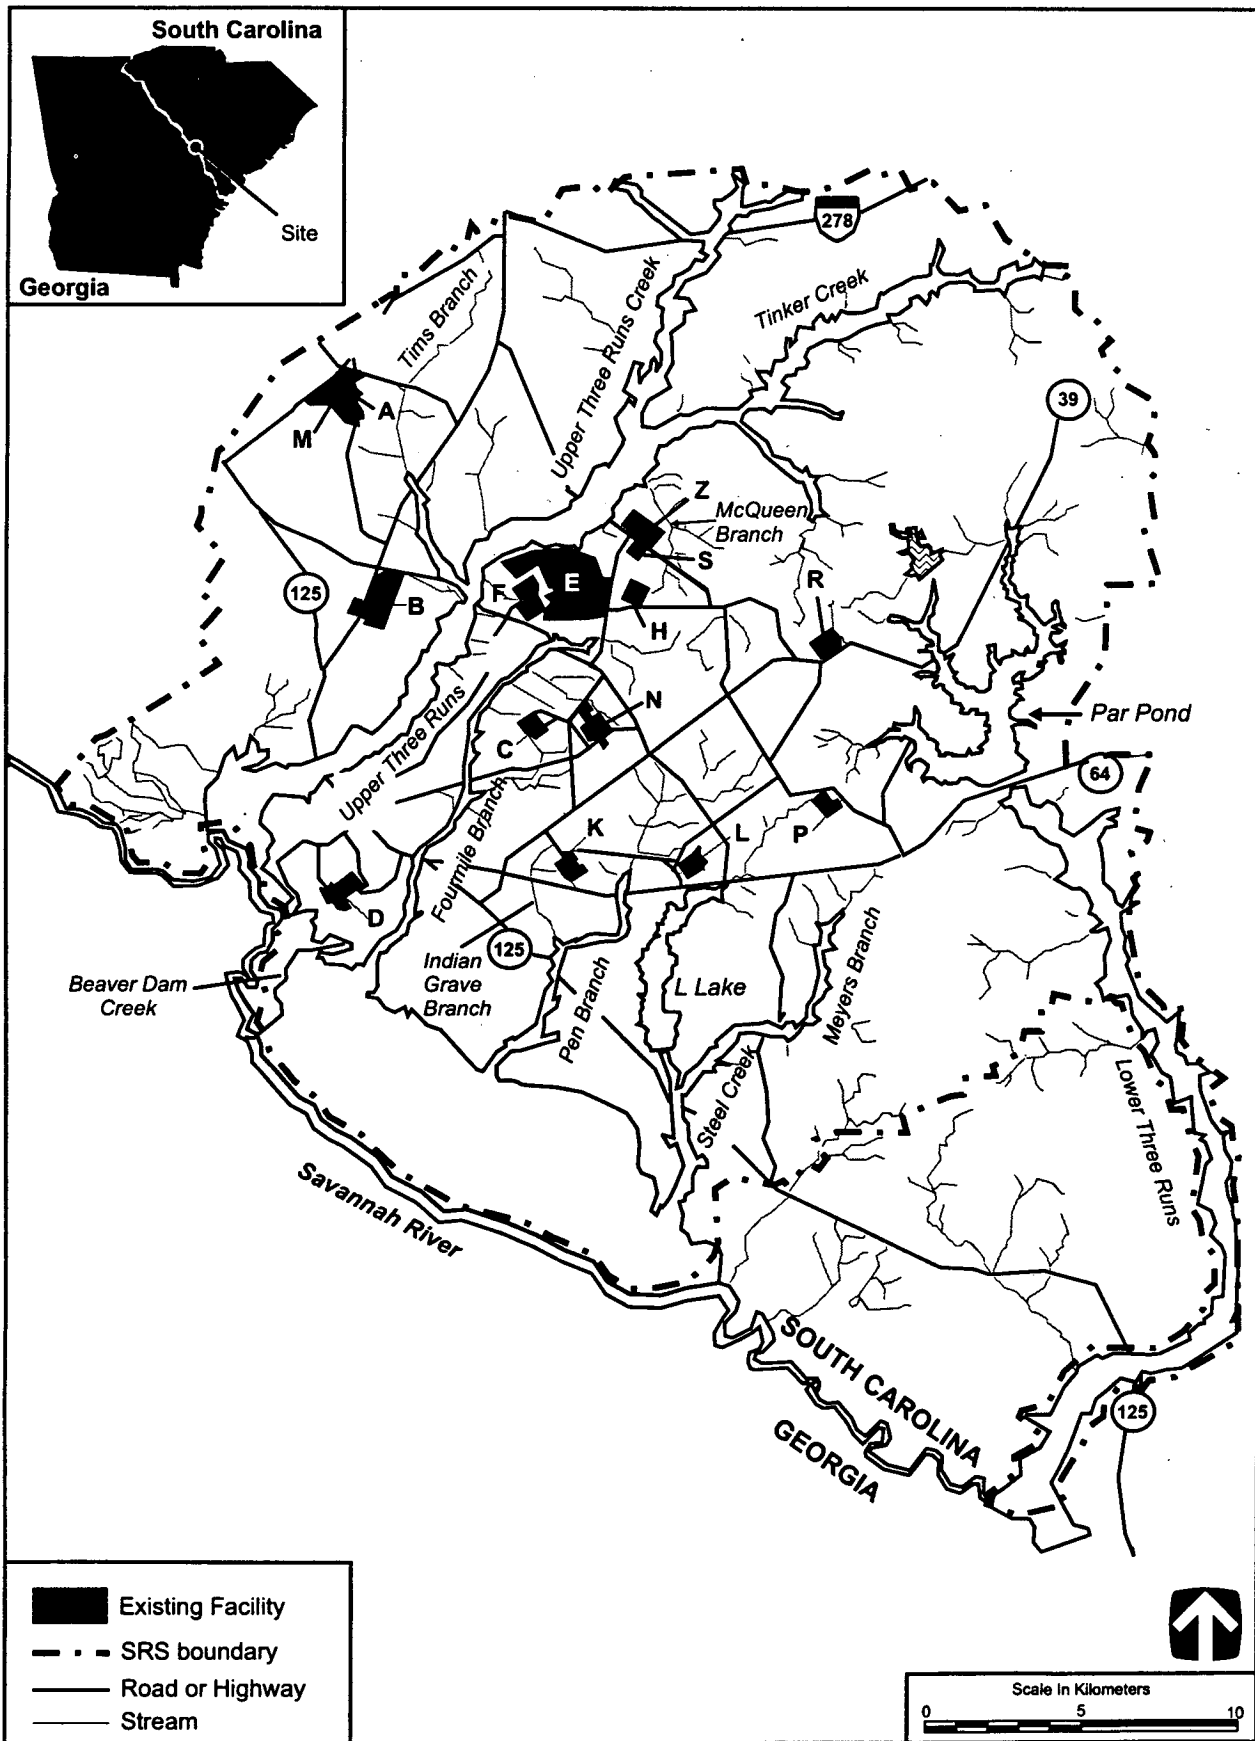 South Carolina
Site
Georgia
278
Tims Branch
Upper Three Runs Creek
Tinker Creek
39
A
M
Z
McQueen
Branch
S
R
125
B
F
E
H
Upper Three Runs
N
C
Par Pond
64
Fourmile Branch
K
L
P
D
125
Indian
Grave
Branch
Beaver Dam
Creek
Pen Branch
L Lake
Meyers Branch
Steel Creek
Lower Three Runs
Savannah River
SOUTH CAROLINA
GEORGIA
125
Existing Facility
SRS boundary
Road or Highway
Stream
Scale In Kilometers
0 5 10